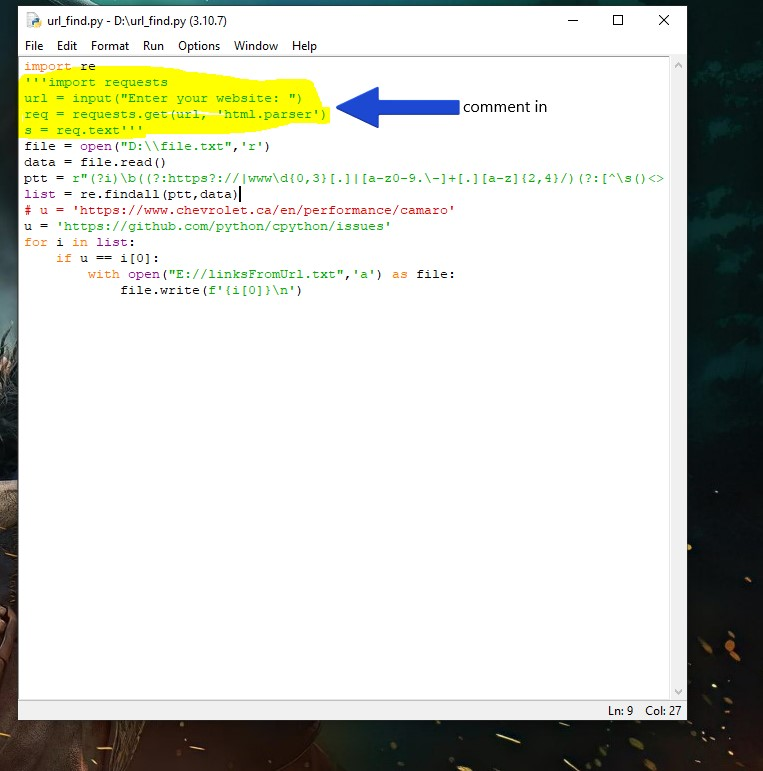 url_find.py - D:\url_find.py (3.10.7)
File Edit Format Run Options Window Help
import re
'''import requests
url = input("Enter your website: ")
req = requests.get(url, 'html.parser')
s = req.text'''
comment in
file = open("D:\\file.txt",'r')
data = file.read()
ptt = r"(?i)\b((?:https?://|www\d{0,3}[.]|[a-z0-9.\-]+[.][a-z]{2,4}/)(?:[^\s()<>
list = re.findall(ptt,data)
# u = 'https://www.chevrolet.ca/en/performance/camaro'
u = 'https://github.com/python/cpython/issues'
for i in list:
    if u == i[0]:
        with open("E://linksFromUrl.txt",'a') as file:
            file.write(f'{i[0]}\n')
Ln: 9 Col: 27